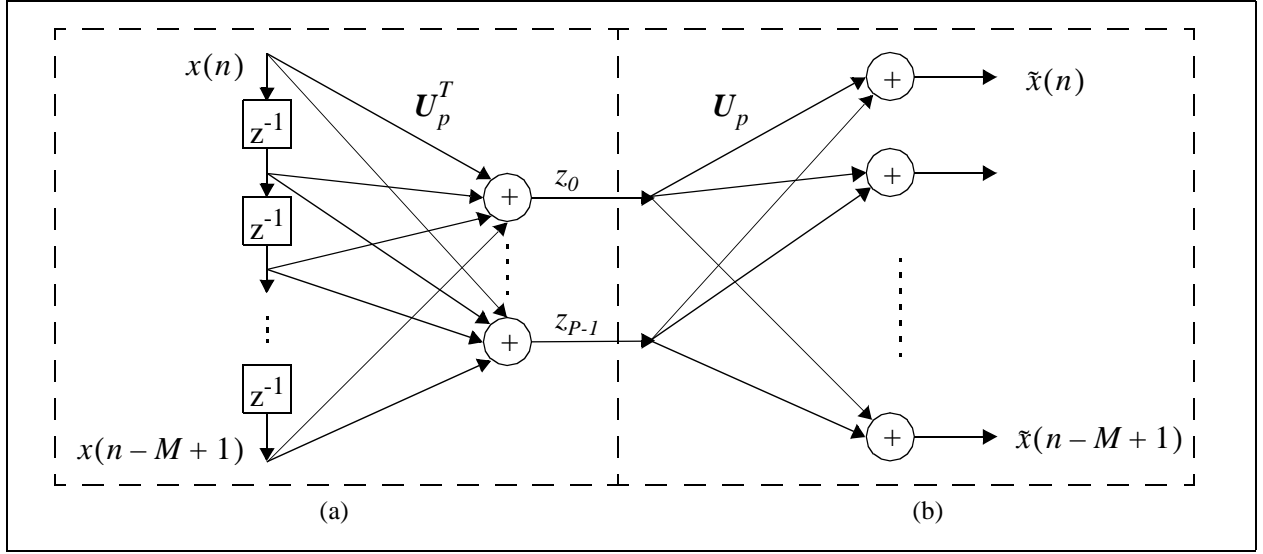 x(n)
z⁻¹
z⁻¹
z⁻¹
x(n – M + 1)
U_p^T
+
z_0
+
z_{P-1}
(a)
U_p
+
x̃(n)
+
+
x̃(n – M + 1)
(b)